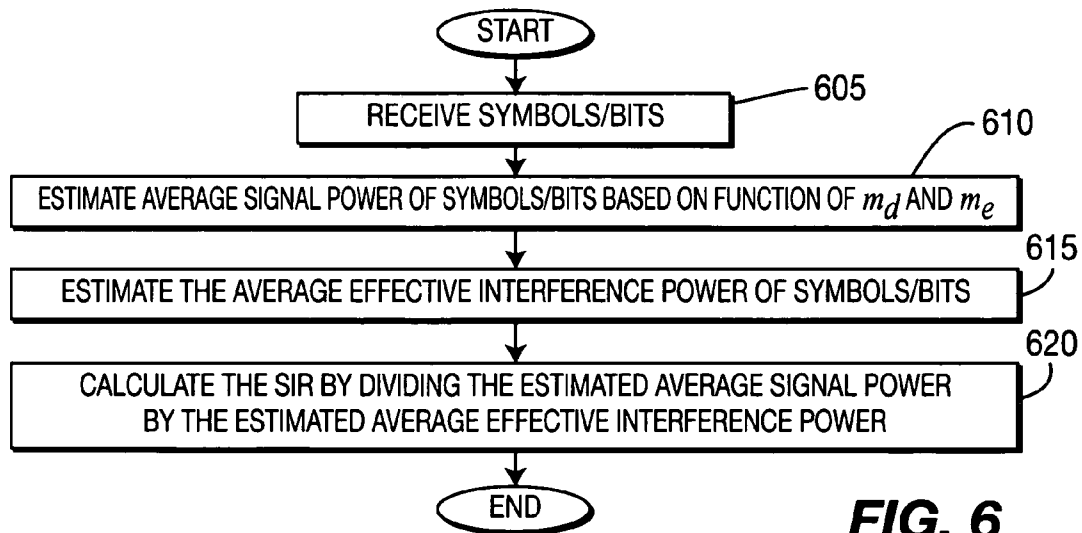 START
RECEIVE SYMBOLS/BITS
605
610
ESTIMATE AVERAGE SIGNAL POWER OF SYMBOLS/BITS BASED ON FUNCTION OF m_d AND m_e
615
ESTIMATE THE AVERAGE EFFECTIVE INTERFERENCE POWER OF SYMBOLS/BITS
620
CALCULATE THE SIR BY DIVIDING THE ESTIMATED AVERAGE SIGNAL POWER
BY THE ESTIMATED AVERAGE EFFECTIVE INTERFERENCE POWER
END
FIG. 6